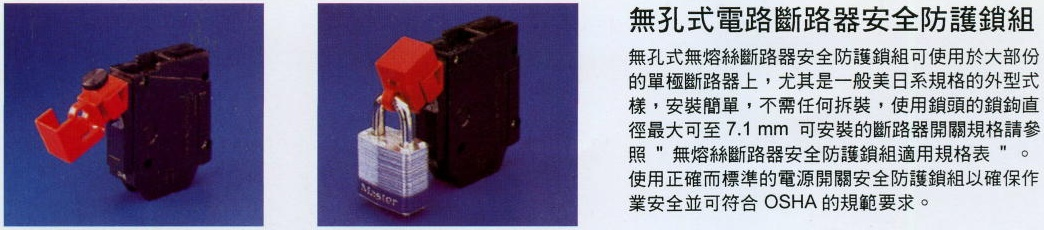 無孔式電路斷路器安全防護鎖組
無孔式無熔絲斷路器安全防護鎖組可使用於大部份
的單極斷路器上，尤其是一般美日系規格的外型式
樣，安裝簡單，不需任何拆裝，使用鎖頭的鎖鉤直
徑最大可至 7.1 mm 可安裝的斷路器開關規格請參
照 " 無熔絲斷路器安全防護鎖組適用規格表 " 。
使用正確而標準的電源開關安全防護鎖組以確保作
業安全並可符合 OSHA 的規範要求。
Master